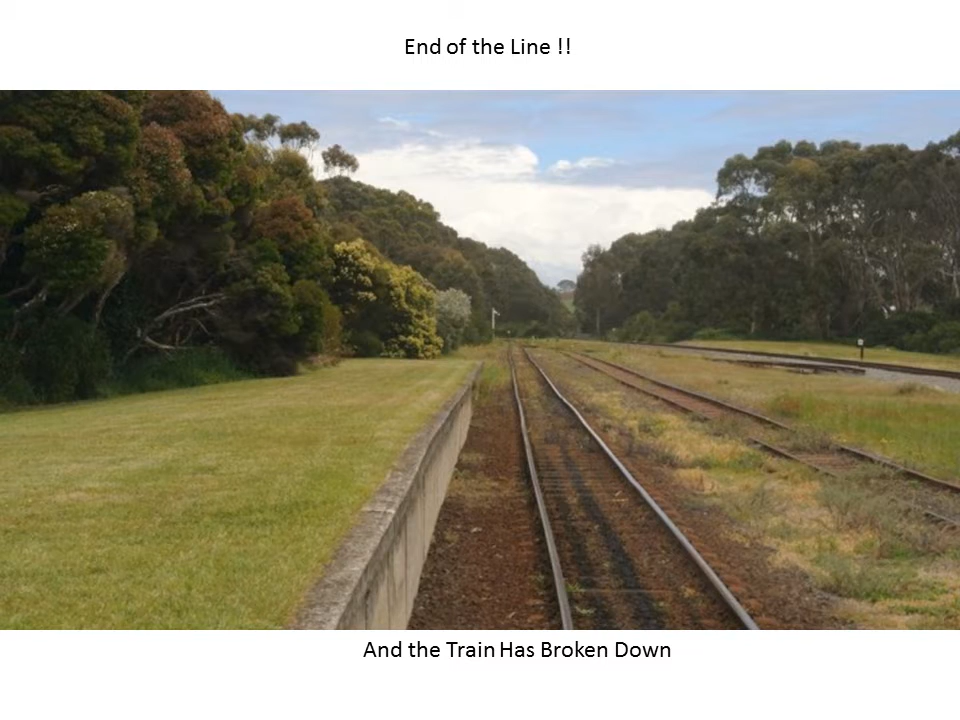 End of the Line !!
And the Train Has Broken Down